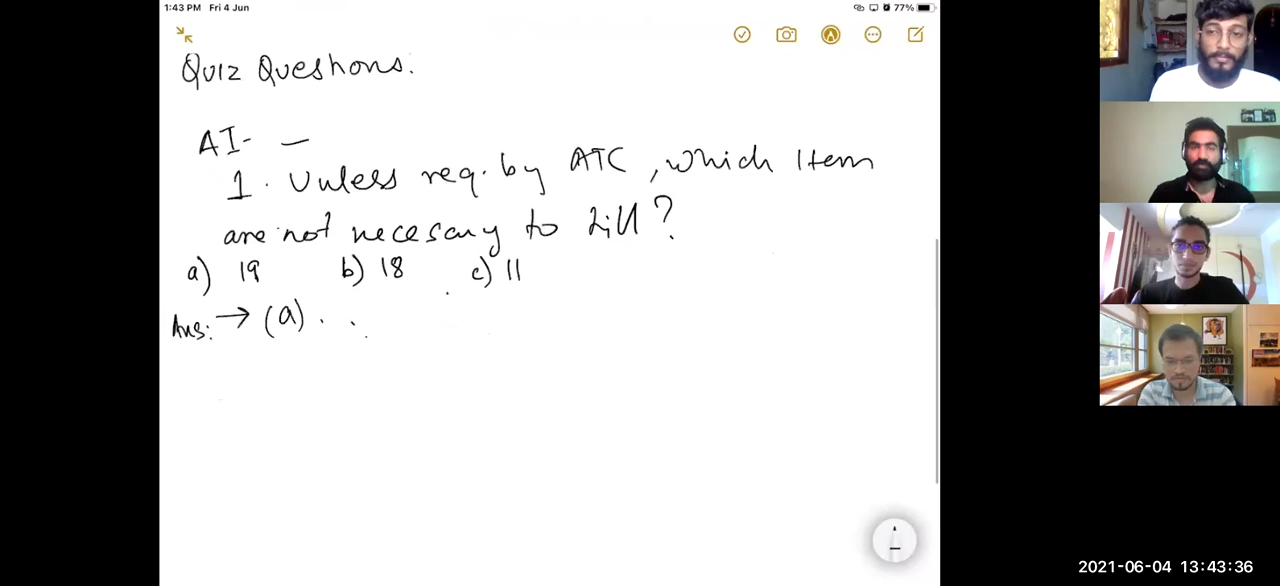 1:43 PM Fri 4 Jun
77%
Quiz Questions.
AI- —
1. Unless req. by ATC, which Item
are not necesary to fill?
a) 19 b) 18 c) 11
Ans: → (a). .
2021-06-04 13:43:36